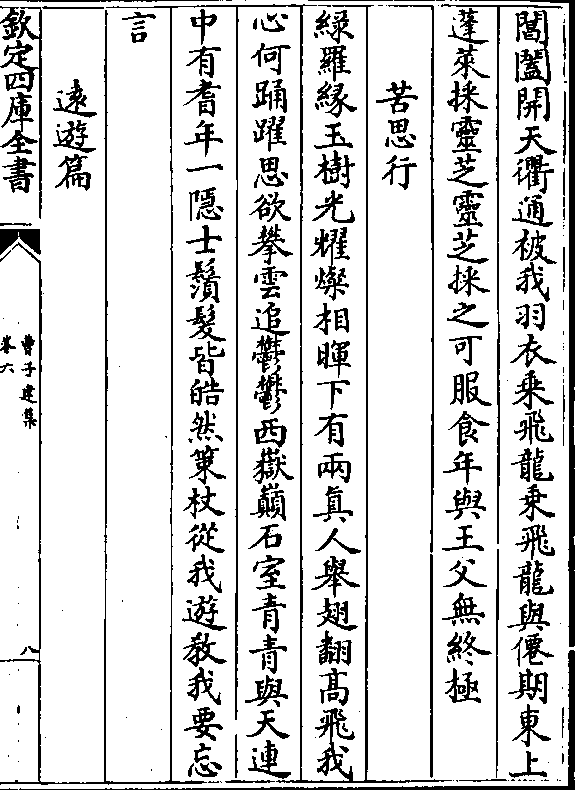 閶闔開天衢通被我羽衣乘飛龍乘飛龍與僊期東上
蓬萊採靈芝靈芝採之可服食年與王父無終極
苦思行
緑羅縁玉樹光耀燦相暉下有兩真人舉翅翻高飛我
心何踊躍思欲攀雲追鬱鬱西嶽巔石室青青與天連
中有耆年一隱士鬚髮皆皓然策杖從我遊教我要忘
言
遠遊篇
欽定四庫全書
曹子建集
卷六
八